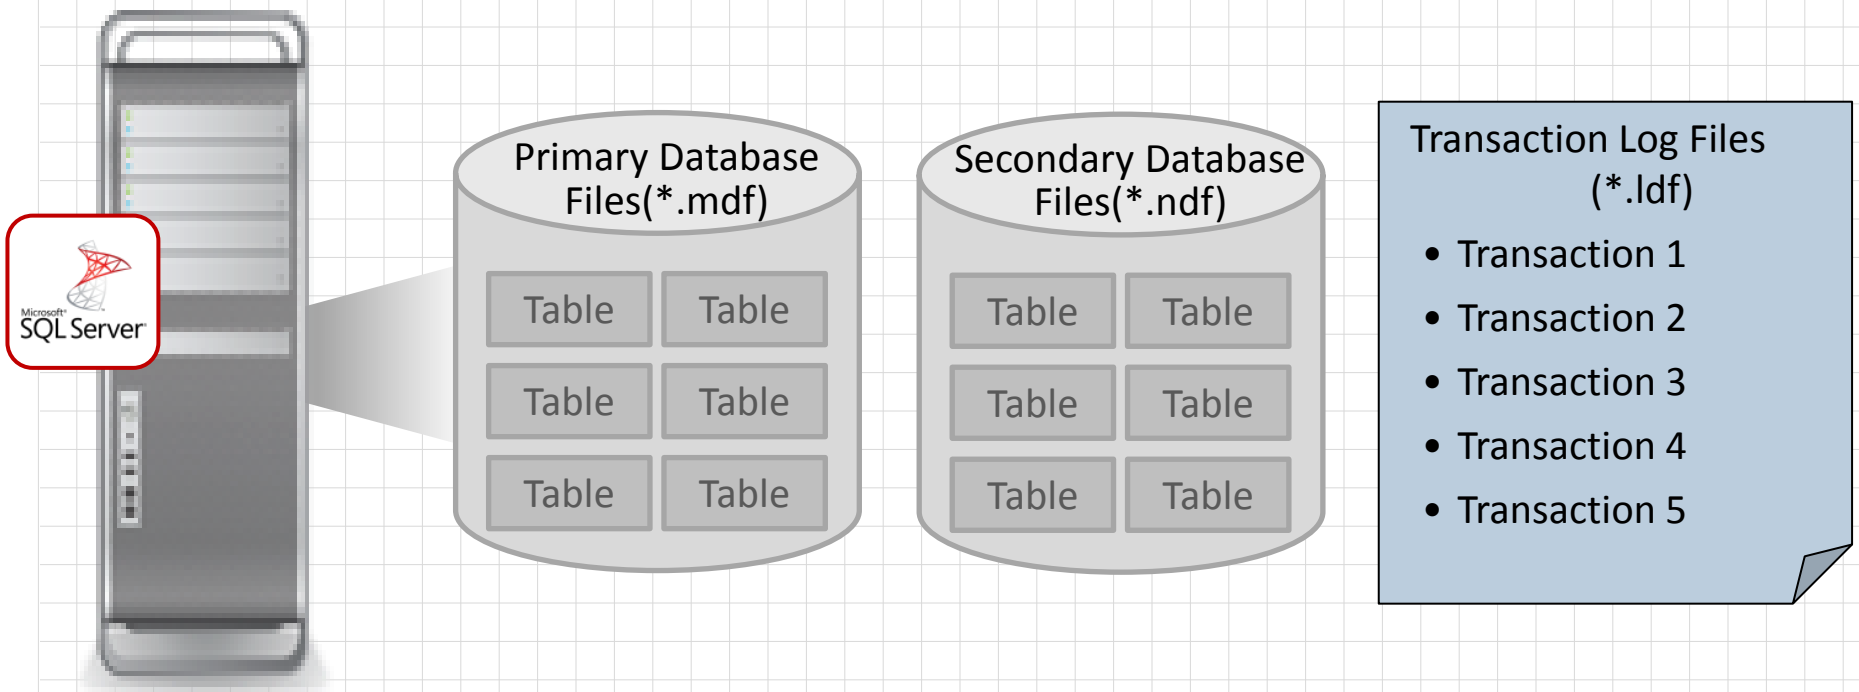 Microsoft®
SQL Server®
Primary Database
Files(*.mdf)
Table Table
Table Table
Table Table
Secondary Database
Files(*.ndf)
Table Table
Table Table
Table Table
Transaction Log Files
(*.ldf)
• Transaction 1
• Transaction 2
• Transaction 3
• Transaction 4
• Transaction 5